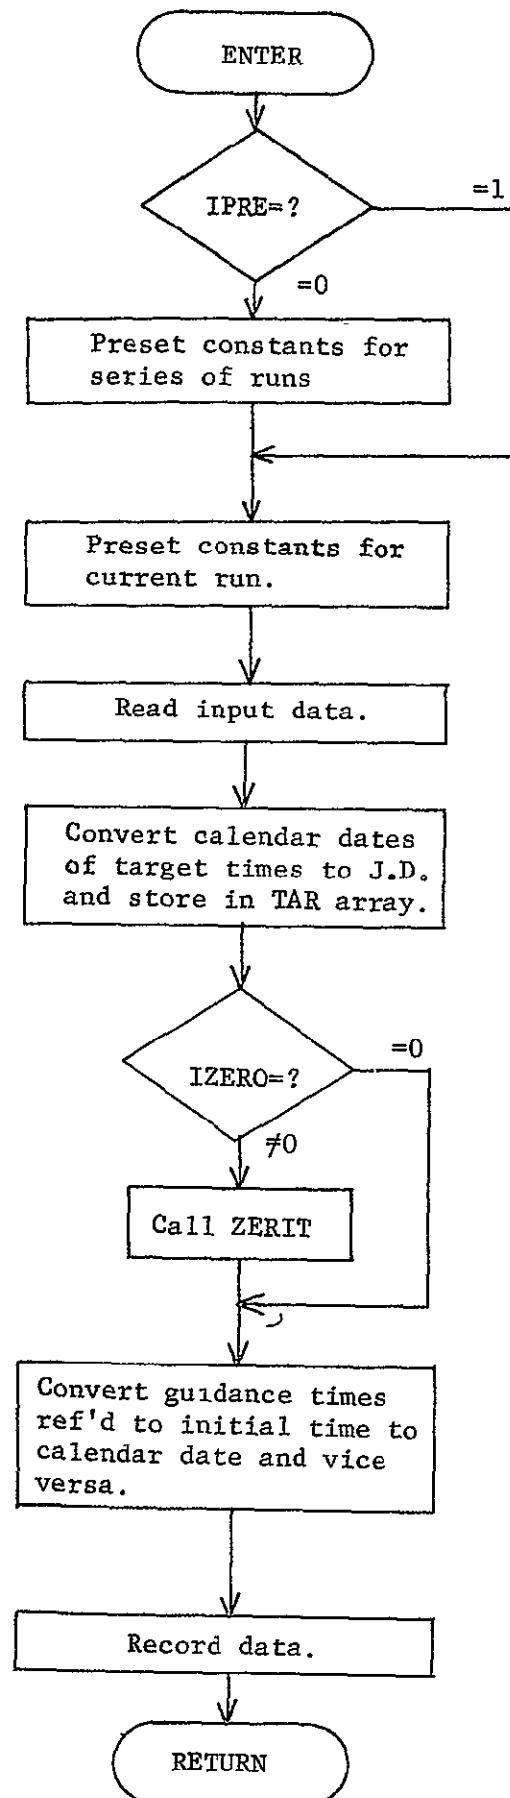 ENTER
IPRE=?
=1
=0
Preset constants for
series of runs
Preset constants for
current run.
Read input data.
Convert calendar dates
of target times to J.D.
and store in TAR array.
IZERO=?
=0
≠0
Call ZERIT
Convert guidance times
ref'd to initial time to
calendar date and vice
versa.
Record data.
RETURN